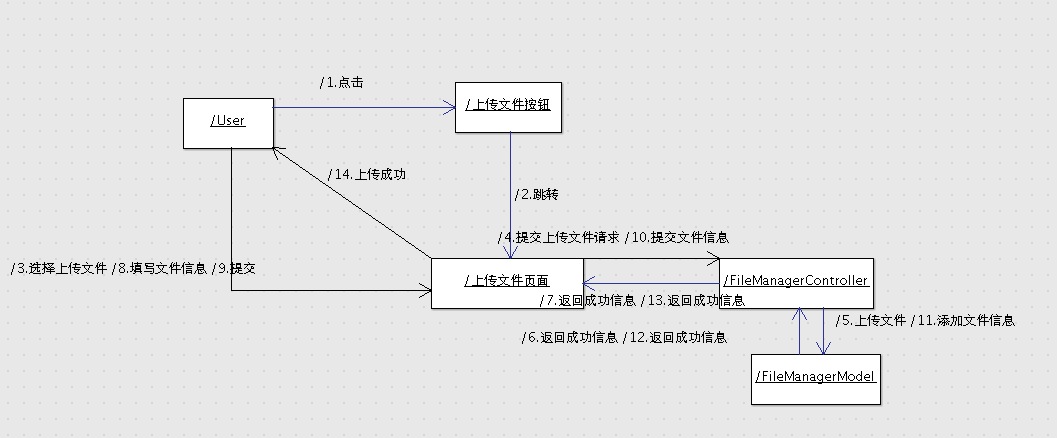 /1.点击
/上传文件按钮
/User
/14.上传成功
/2.跳转
/4.提交上传文件请求 /10.提交文件信息
/3.选择上传文件 /8.填写文件信息 /9.提交
/上传文件页面
/FileManagerController
/7.返回成功信息 /13.返回成功信息
/5.上传文件 /11.添加文件信息
/6.返回成功信息 /12.返回成功信息
/FileManagerModel